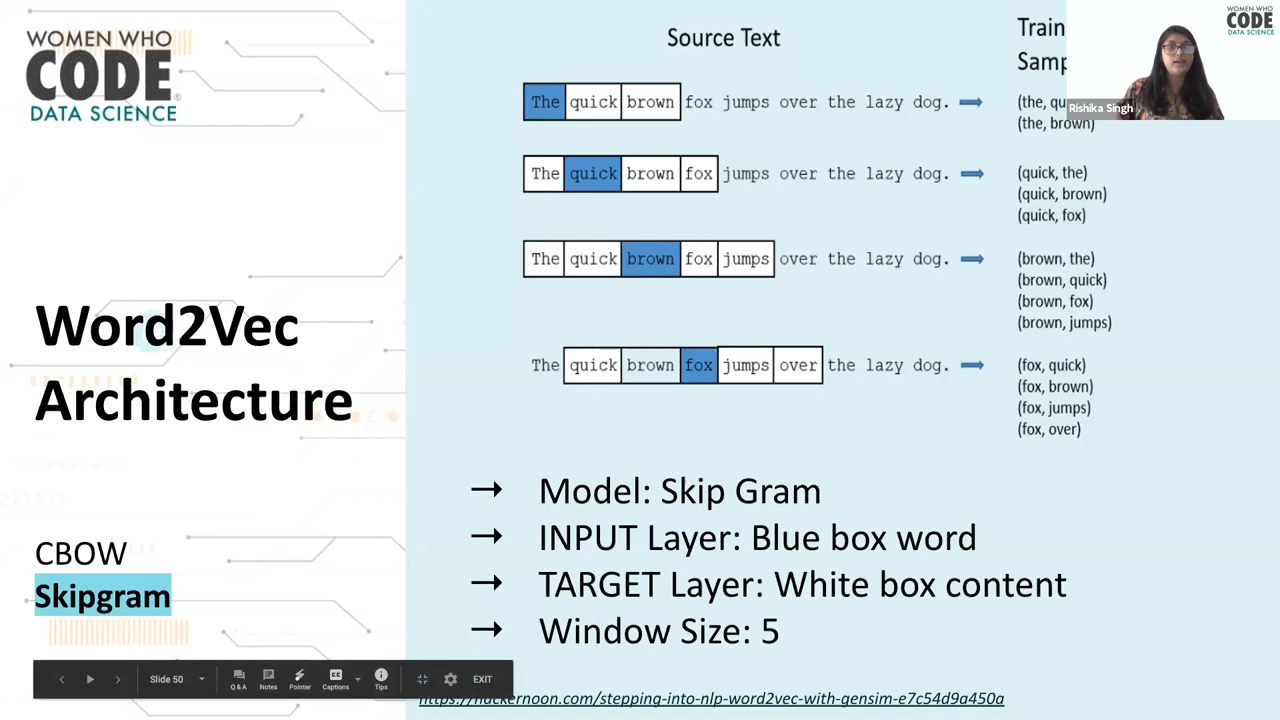 WOMEN WHO
CODE
DATA SCIENCE
Word2Vec
Architecture
CBOW
Skipgram
Source Text
The quick brown fox jumps over the lazy dog.
(the, brown)
The quick brown fox jumps over the lazy dog.
(quick, the)
(quick, brown)
(quick, fox)
The quick brown fox jumps over the lazy dog.
(brown, the)
(brown, quick)
(brown, fox)
(brown, jumps)
The quick brown fox jumps over the lazy dog.
(fox, quick)
(fox, brown)
(fox, jumps)
(fox, over)
→ Model: Skip Gram
→ INPUT Layer: Blue box word
→ TARGET Layer: White box content
→ Window Size: 5
https://hackernoon.com/stepping-into-nlp-word2vec-with-gensim-e7c54d9a450a
Slide 50
Q & A
Notes
Pointer
Captions
Tips
EXIT
Rishika Singh
WOMEN WHO
CODE
DATA SCIENCE